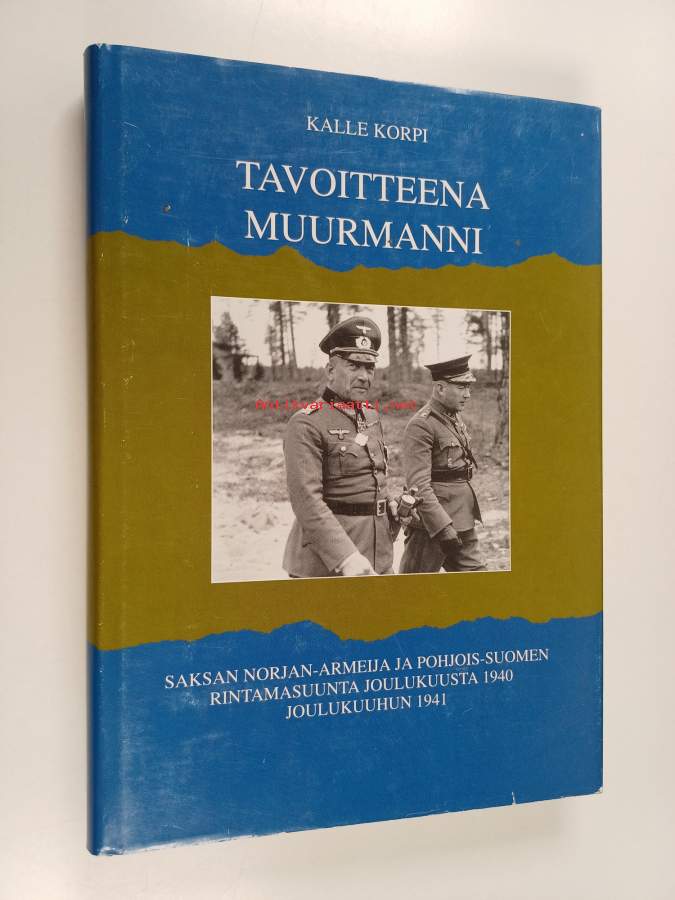 KALLE KORPI
TAVOITTEENA
MUURMANNI
antikvariaatti.net
SAKSAN NORJAN-ARMEIJA JA POHJOIS-SUOMEN
RINTAMASUUNTA JOULUKUUSTA 1940
JOULUKUUHUN 1941